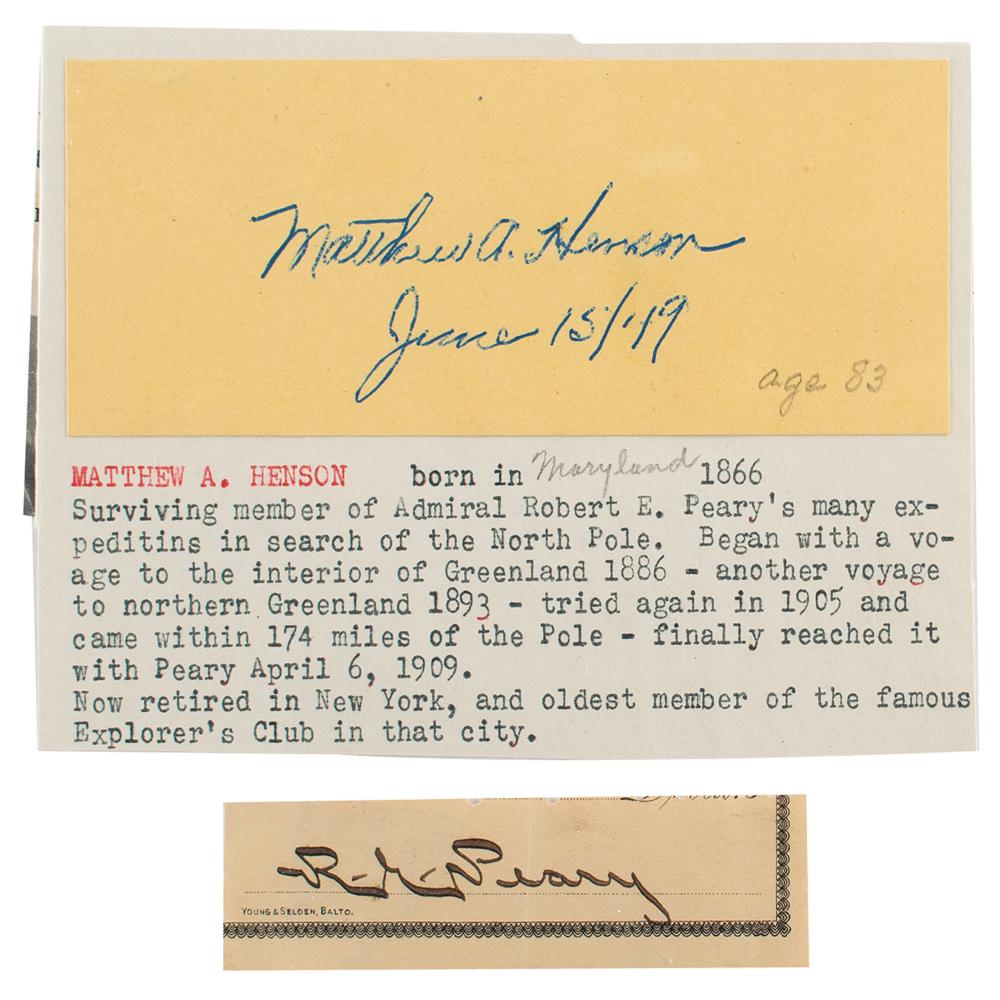 Matthew A. Henson
June 15/49
age 83
MATTHEW A. HENSON born in Maryland 1866
Surviving member of Admiral Robert E. Peary's many ex-
peditins in search of the North Pole. Began with a vo-
age to the interior of Greenland 1886 - another voyage
to northern Greenland 1893 - tried again in 1905 and
came within 174 miles of the Pole - finally reached it
with Peary April 6, 1909.
Now retired in New York, and oldest member of the famous
Explorer's Club in that city.
R. E. Peary
YOUNG & SELDEN, BALTO.